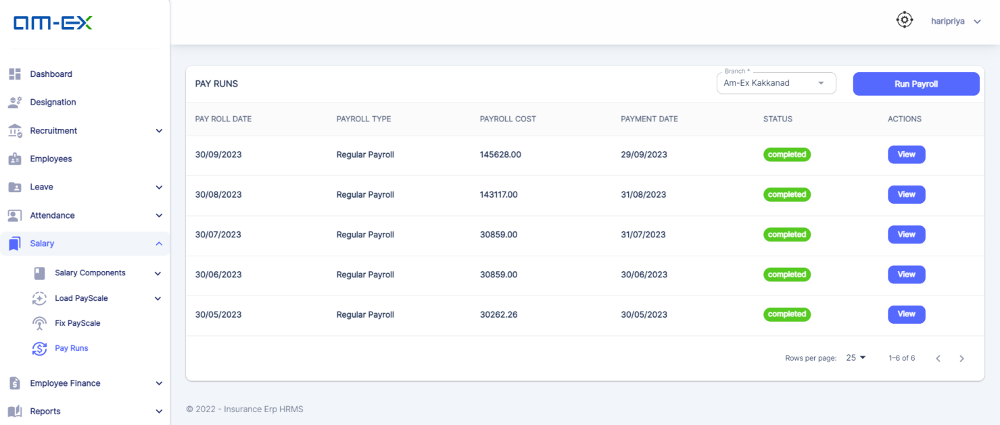 am-ex
haripriya
Dashboard
Designation
Recruitment
Employees
Leave
Attendance
Salary
Salary Components
Load PayScale
Fix PayScale
Pay Runs
Employee Finance
Reports
PAY RUNS
Branch *
Am-Ex Kakkanad
Run Payroll
PAY ROLL DATE PAYROLL TYPE PAYROLL COST PAYMENT DATE STATUS ACTIONS
30/09/2023 Regular Payroll 145628.00 29/09/2023 completed View
30/08/2023 Regular Payroll 143117.00 31/08/2023 completed View
30/07/2023 Regular Payroll 30859.00 31/07/2023 completed View
30/06/2023 Regular Payroll 30859.00 30/06/2023 completed View
30/05/2023 Regular Payroll 30262.26 30/05/2023 completed View
Rows per page: 25 1–6 of 6
© 2022 - Insurance Erp HRMS